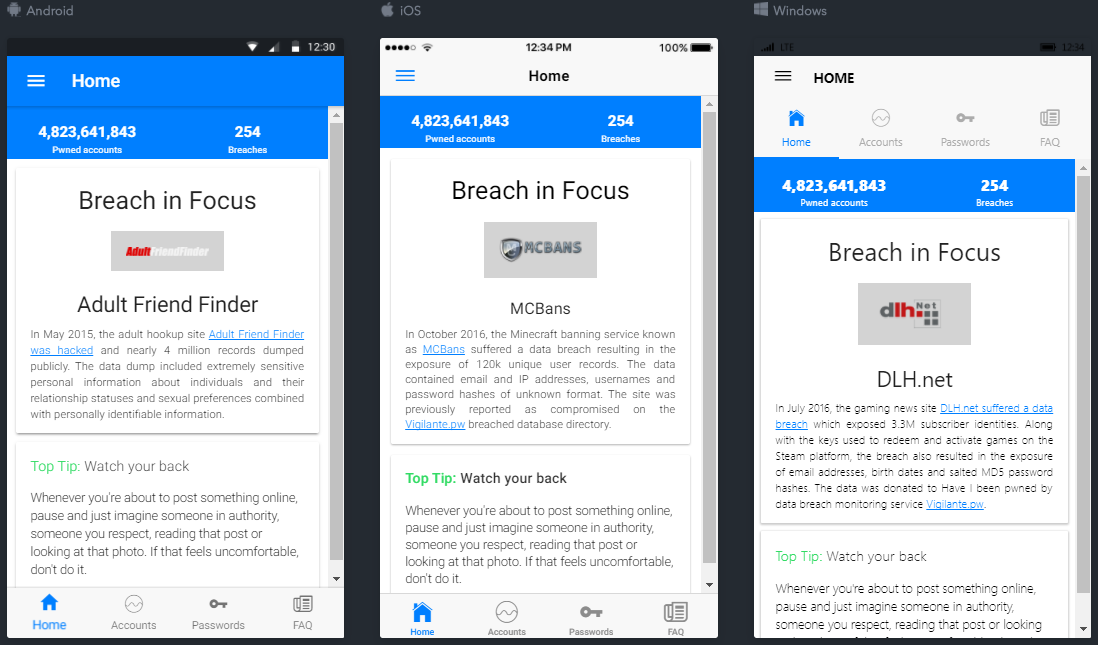 Android
12:30
Home
4,823,641,843
254
Pwned accounts
Breaches
Breach in Focus
AdultFriendFinder
Adult Friend Finder
In May 2015, the adult hookup site Adult Friend Finder
was hacked and nearly 4 million records dumped
publicly. The data dump included extremely sensitive
personal information about individuals and their
relationship statuses and sexual preferences combined
with personally identifiable information.
Top Tip: Watch your back
Whenever you're about to post something online,
pause and just imagine someone in authority,
someone you respect, reading that post or
looking at that photo. If that feels uncomfortable,
don't do it.
Home
Accounts
Passwords
FAQ
iOS
12:34 PM
100%
Home
4,823,641,843
254
Pwned accounts
Breaches
Breach in Focus
MCBANS
MCBans
In October 2016, the Minecraft banning service known
as MCBans suffered a data breach resulting in the
exposure of 120k unique user records. The data
contained email and IP addresses, usernames and
password hashes of unknown format. The site was
previously reported as compromised on the
Vigilante.pw breached database directory.
Top Tip: Watch your back
Whenever you're about to post something online,
pause and just imagine someone in authority,
someone you respect, reading that post or
looking at that photo. If that feels uncomfortable,
don't do it.
Home
Accounts
Passwords
FAQ
Windows
LTE
12:34
HOME
Home
Accounts
Passwords
FAQ
4,823,641,843
254
Pwned accounts
Breaches
Breach in Focus
dlh.Net
DLH.net
In July 2016, the gaming news site DLH.net suffered a data
breach which exposed 3.3M subscriber identities. Along
with the keys used to redeem and activate games on the
Steam platform, the breach also resulted in the exposure
of email addresses, birth dates and salted MD5 password
hashes. The data was donated to Have I been pwned by
data breach monitoring service Vigilante.pw.
Top Tip: Watch your back
Whenever you're about to post something online,
pause and just imagine someone in authority,
someone you respect, reading that post or looking